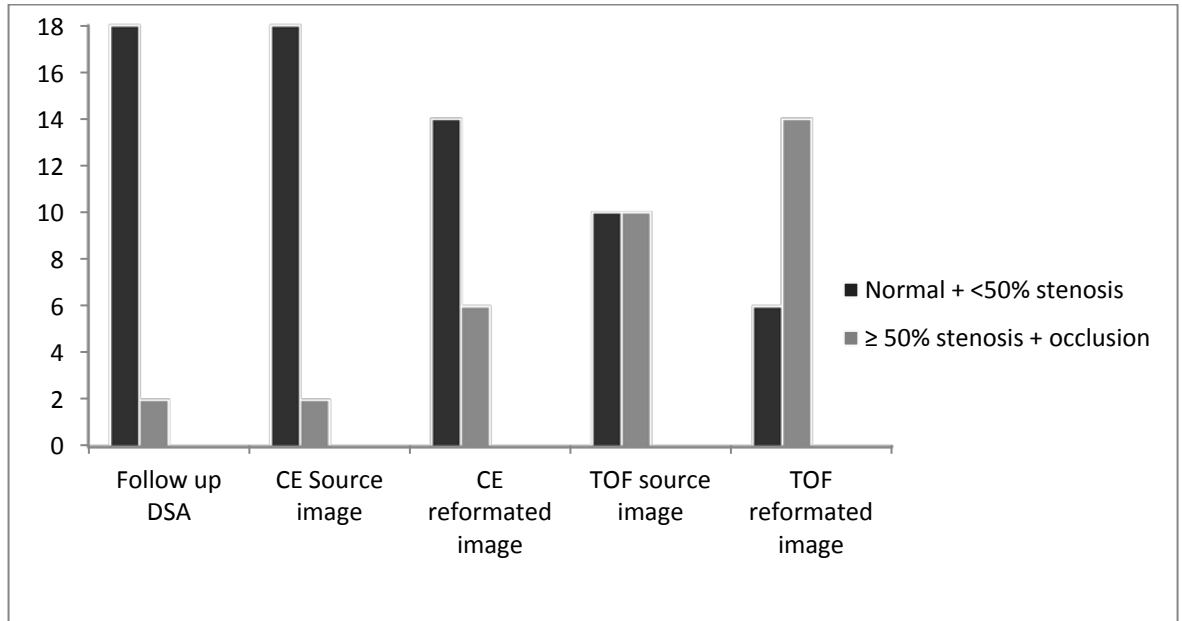 18
16
14
12
10
8
6
4
2
0
Follow up
DSA
CE Source
image
CE
reformated
image
TOF source
image
TOF
reformated
image
Normal + <50% stenosis
≥ 50% stenosis + occlusion